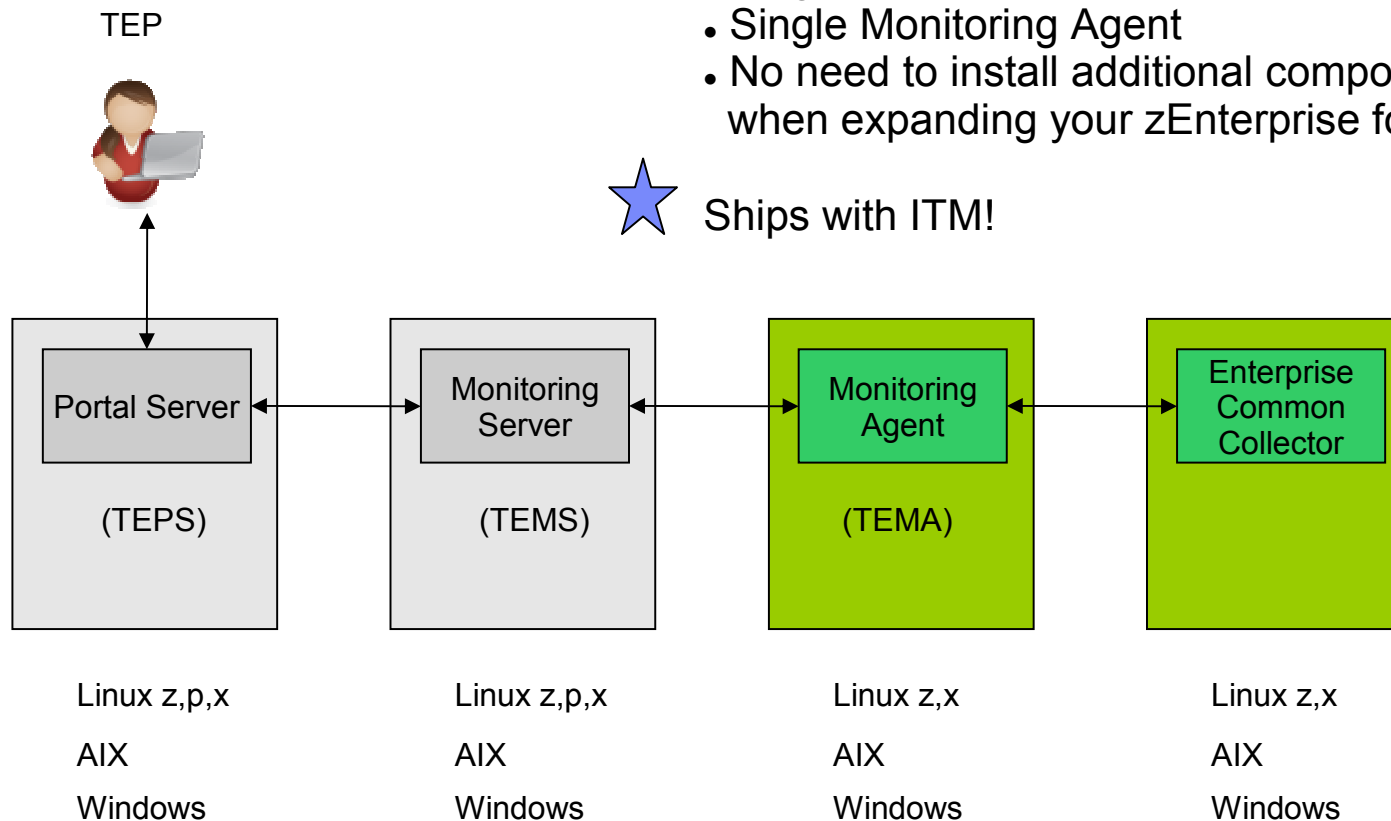 TEP
• Single Monitoring Agent
• No need to install additional
when expanding your zEnterprise
Ships with ITM!
Portal Server
Monitoring
Server
Monitoring
Agent
Enterprise
Common
Collector
(TEPS)
(TEMS)
(TEMA)
Linux z,p,x
Linux z,p,x
Linux z,x
Linux z,x
AIX
AIX
AIX
AIX
Windows
Windows
Windows
Windows